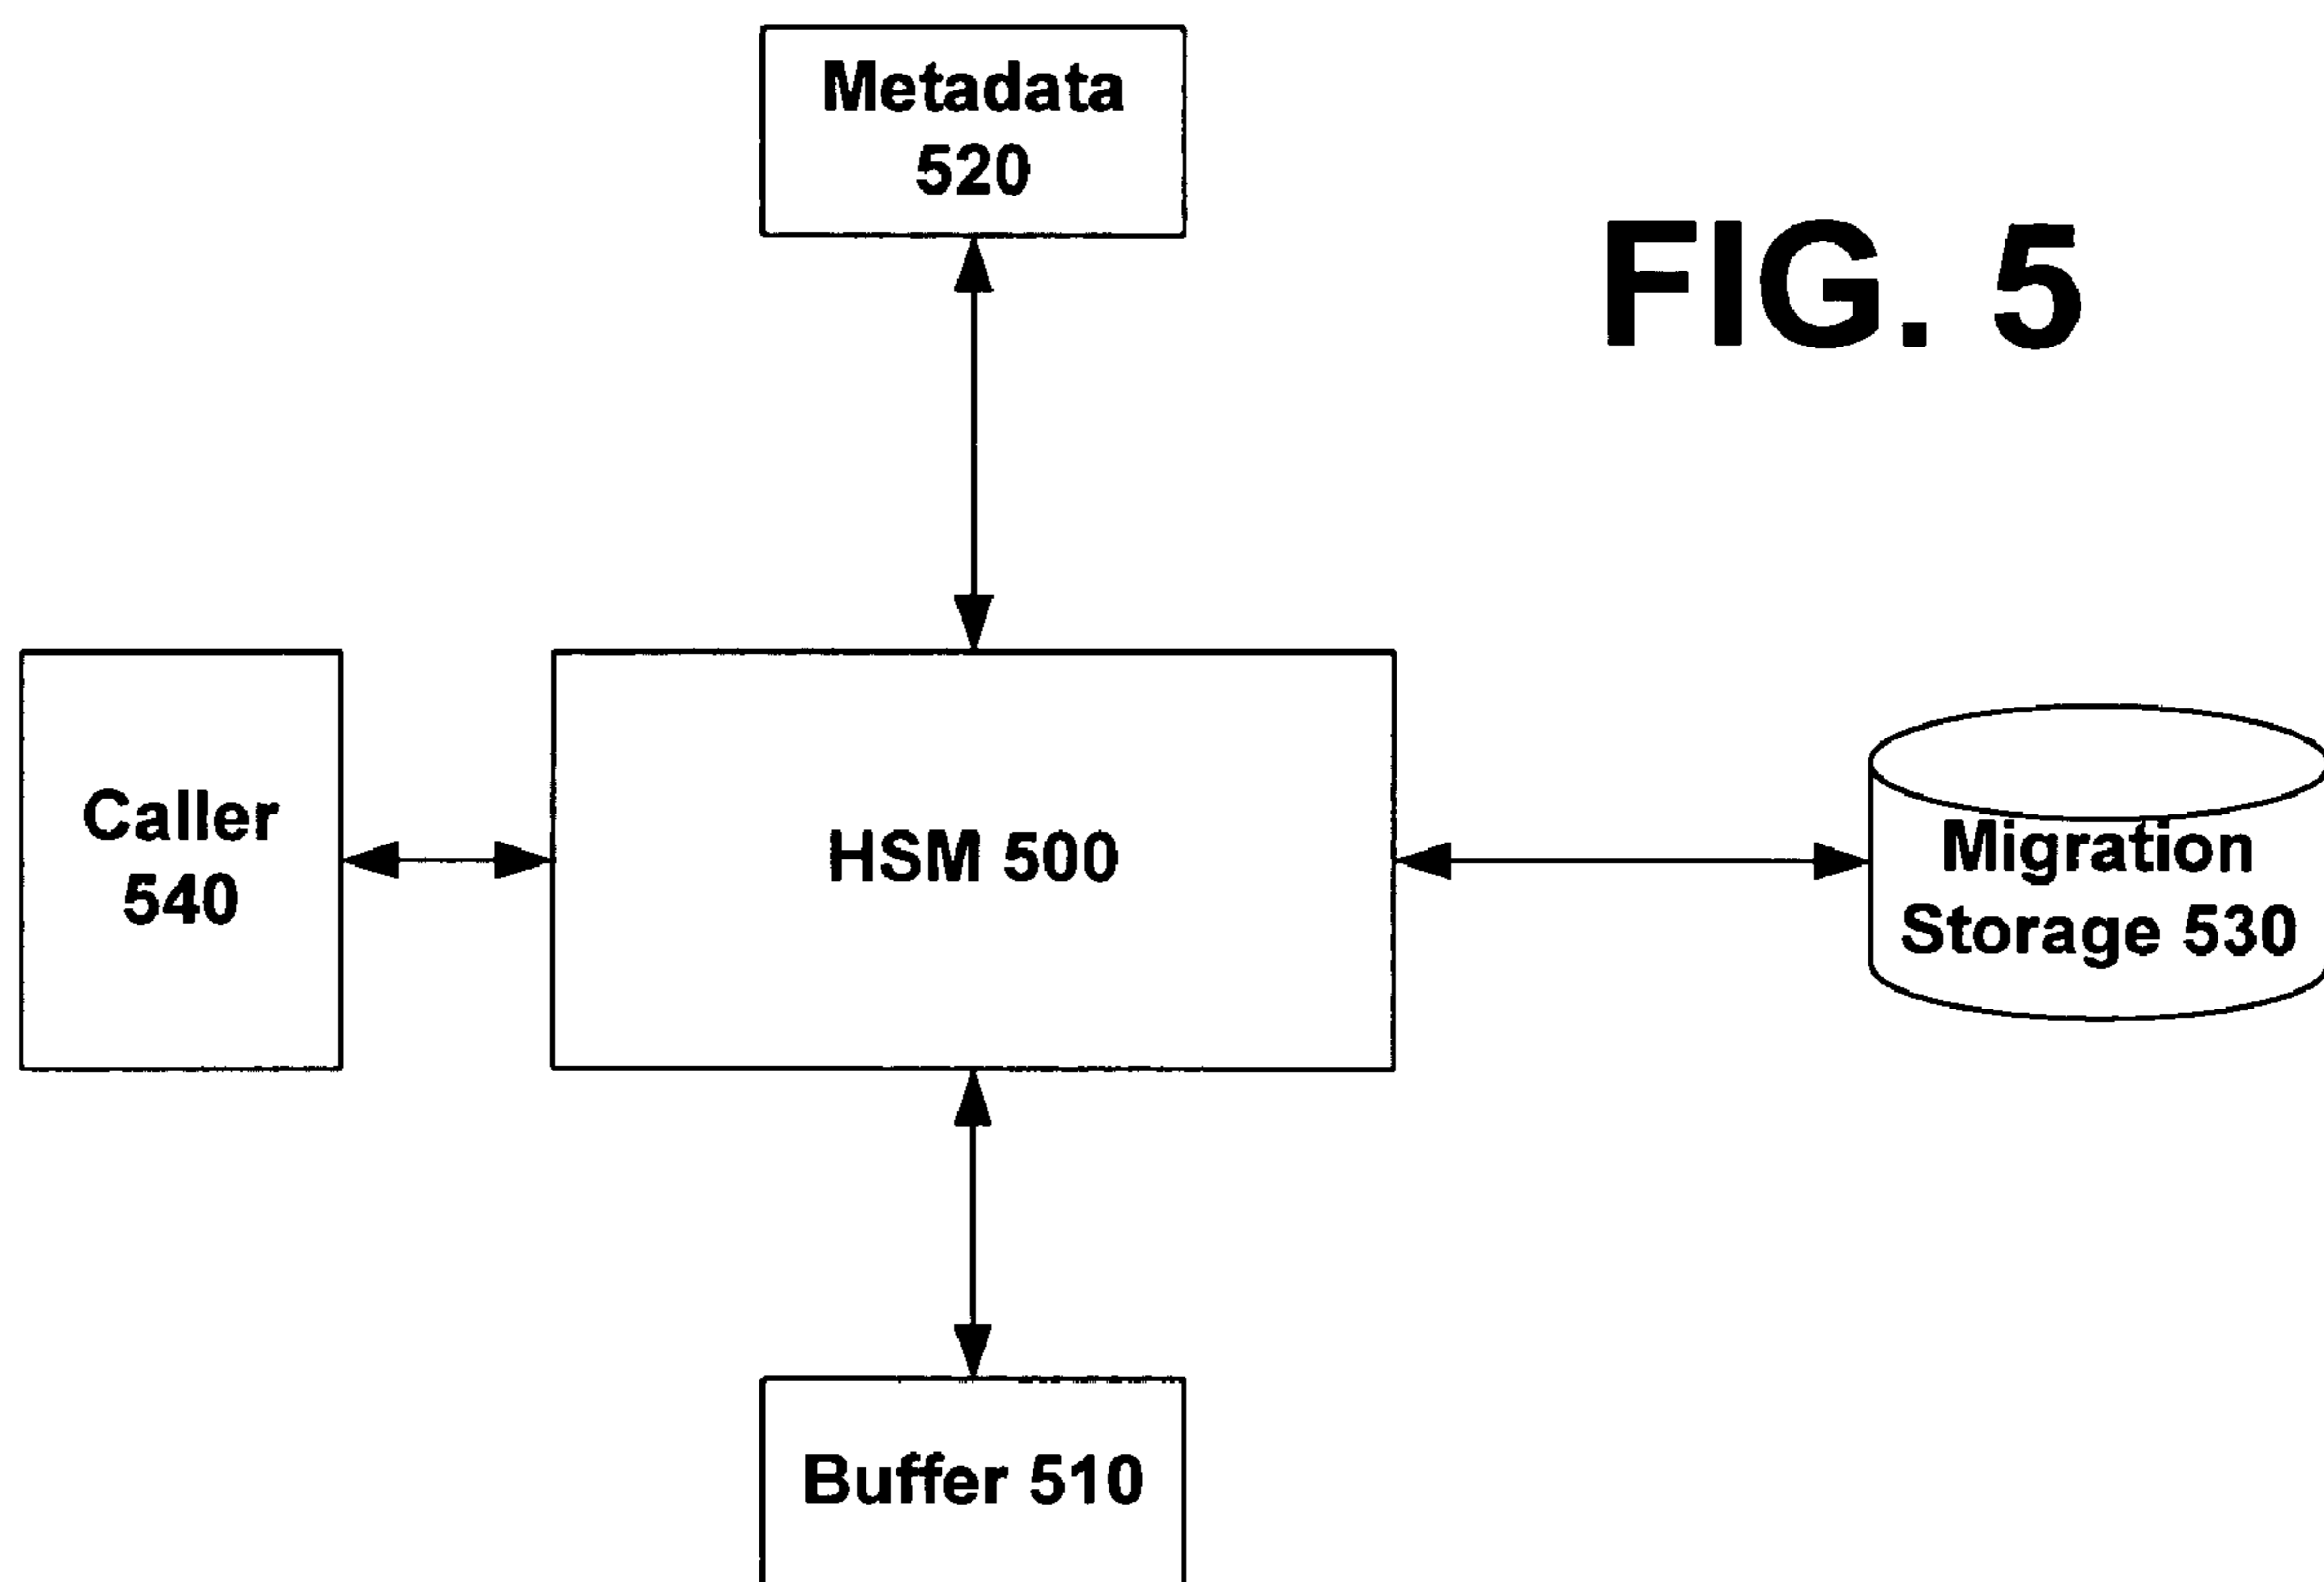 Metadata
520
FIG. 5
Caller
540
HSM 500
Migration
Storage 530
Buffer 510